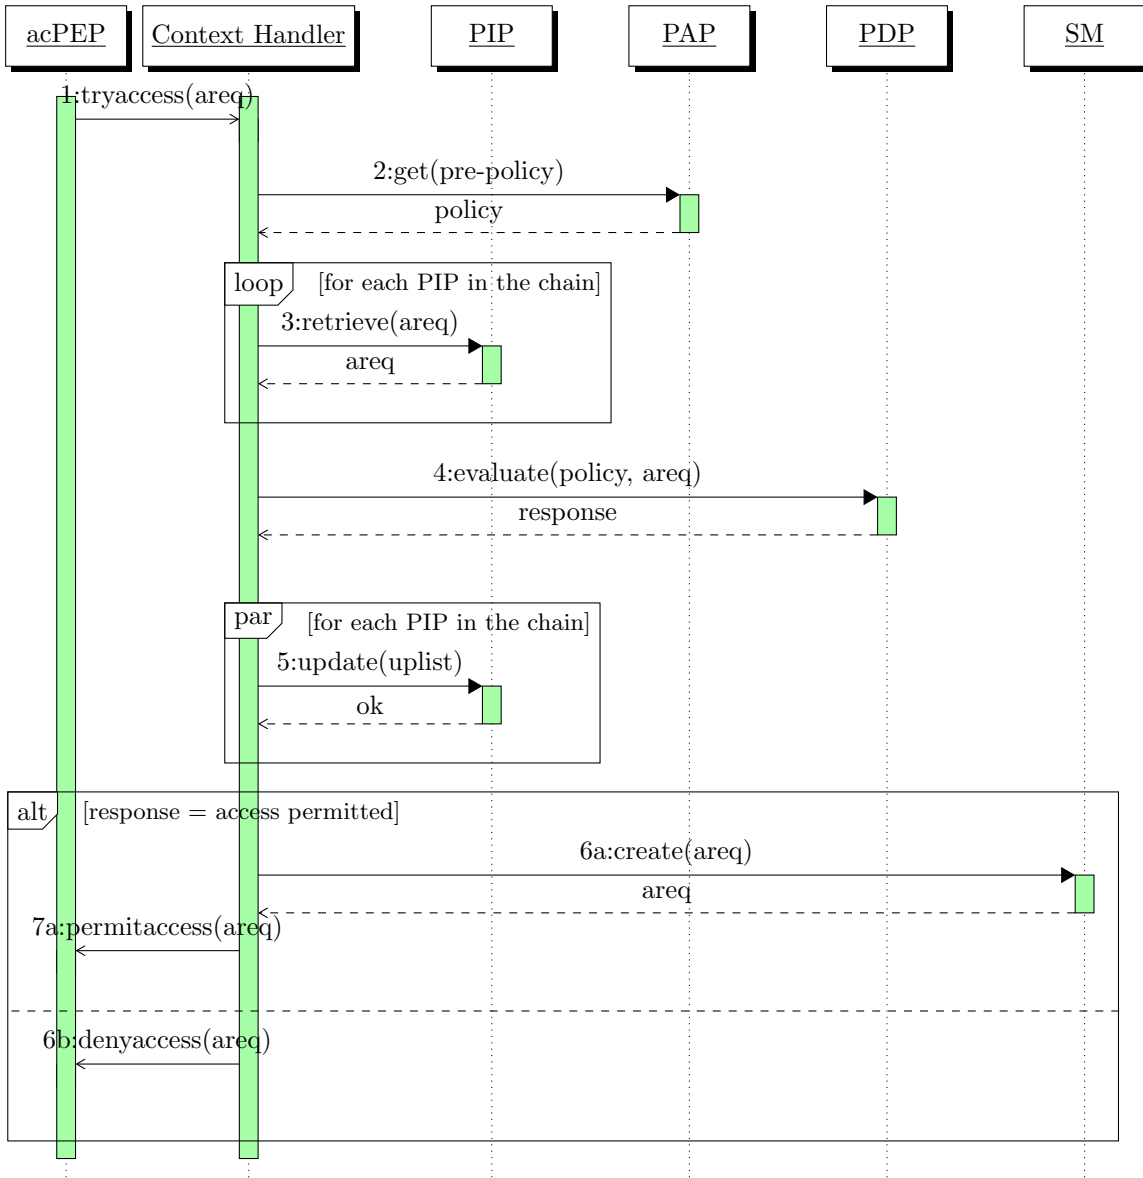 acPEP
Context Handler
PIP
PAP
PDP
SM
1:tryaccess(areq)
2:get(pre-policy)
policy
loop
[for each PIP in the chain]
3:retrieve(areq)
areq
4:evaluate(policy, areq)
response
par
[for each PIP in the chain]
5:update(uplist)
ok
alt
[response = access permitted]
6a:create(areq)
areq
7a:permitaccess(areq)
6b:denyaccess(areq)